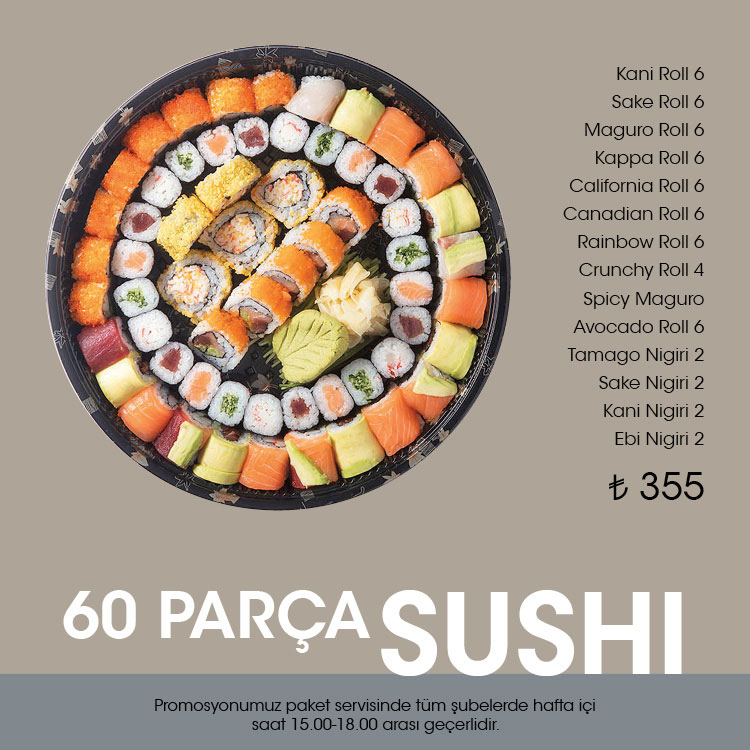 Kani Roll 6
Sake Roll 6
Maguro Roll 6
Kappa Roll 6
California Roll 6
Canadian Roll 6
Rainbow Roll 6
Crunchy Roll 4
Spicy Maguro
Avocado Roll 6
Tamago Nigiri 2
Sake Nigiri 2
Kani Nigiri 2
Ebi Nigiri 2
₺ 355
60 PARÇA SUSHI
Promosyonumuz paket servisinde tüm şubelerde hafta içi
saat 15.00-18.00 arası geçerlidir.